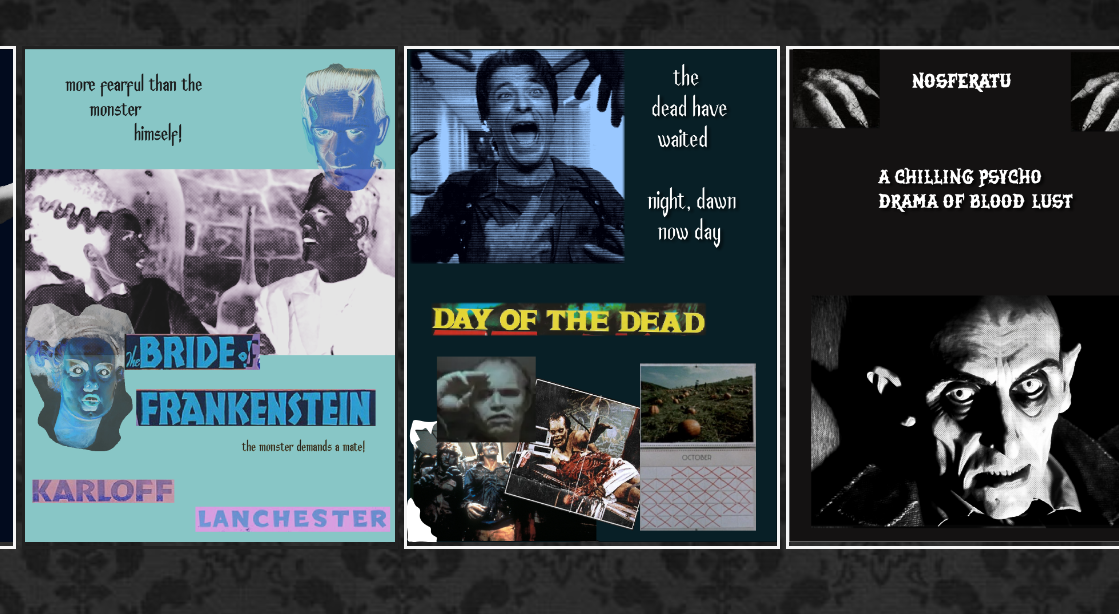 more fearful than the
monster
himself!
The BRIDE of
FRANKENSTEIN
the monster demands a mate!
KARLOFF
LANCHESTER
the
dead have
waited
night, dawn
now day
DAY OF THE DEAD
OCTOBER
NOSFERATU
A CHILLING PSYCHO
DRAMA OF BLOOD LUST